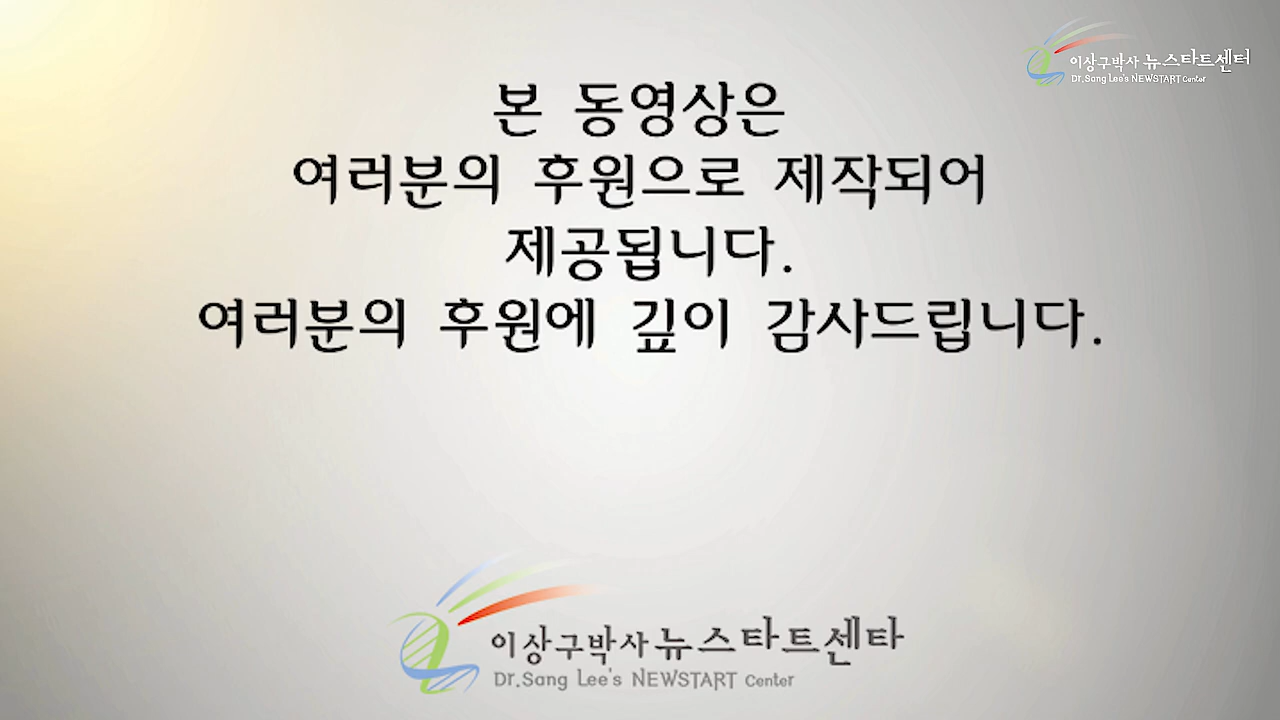 이상구박사 뉴스타트센터
Dr.Sang Lee's NEWSTART Center
본 동영상은
여러분의 후원으로 제작되어
제공됩니다.
여러분의 후원에 깊이 감사드립니다.
이상구박사 뉴스타트센타
Dr.Sang Lee's NEWSTART Center